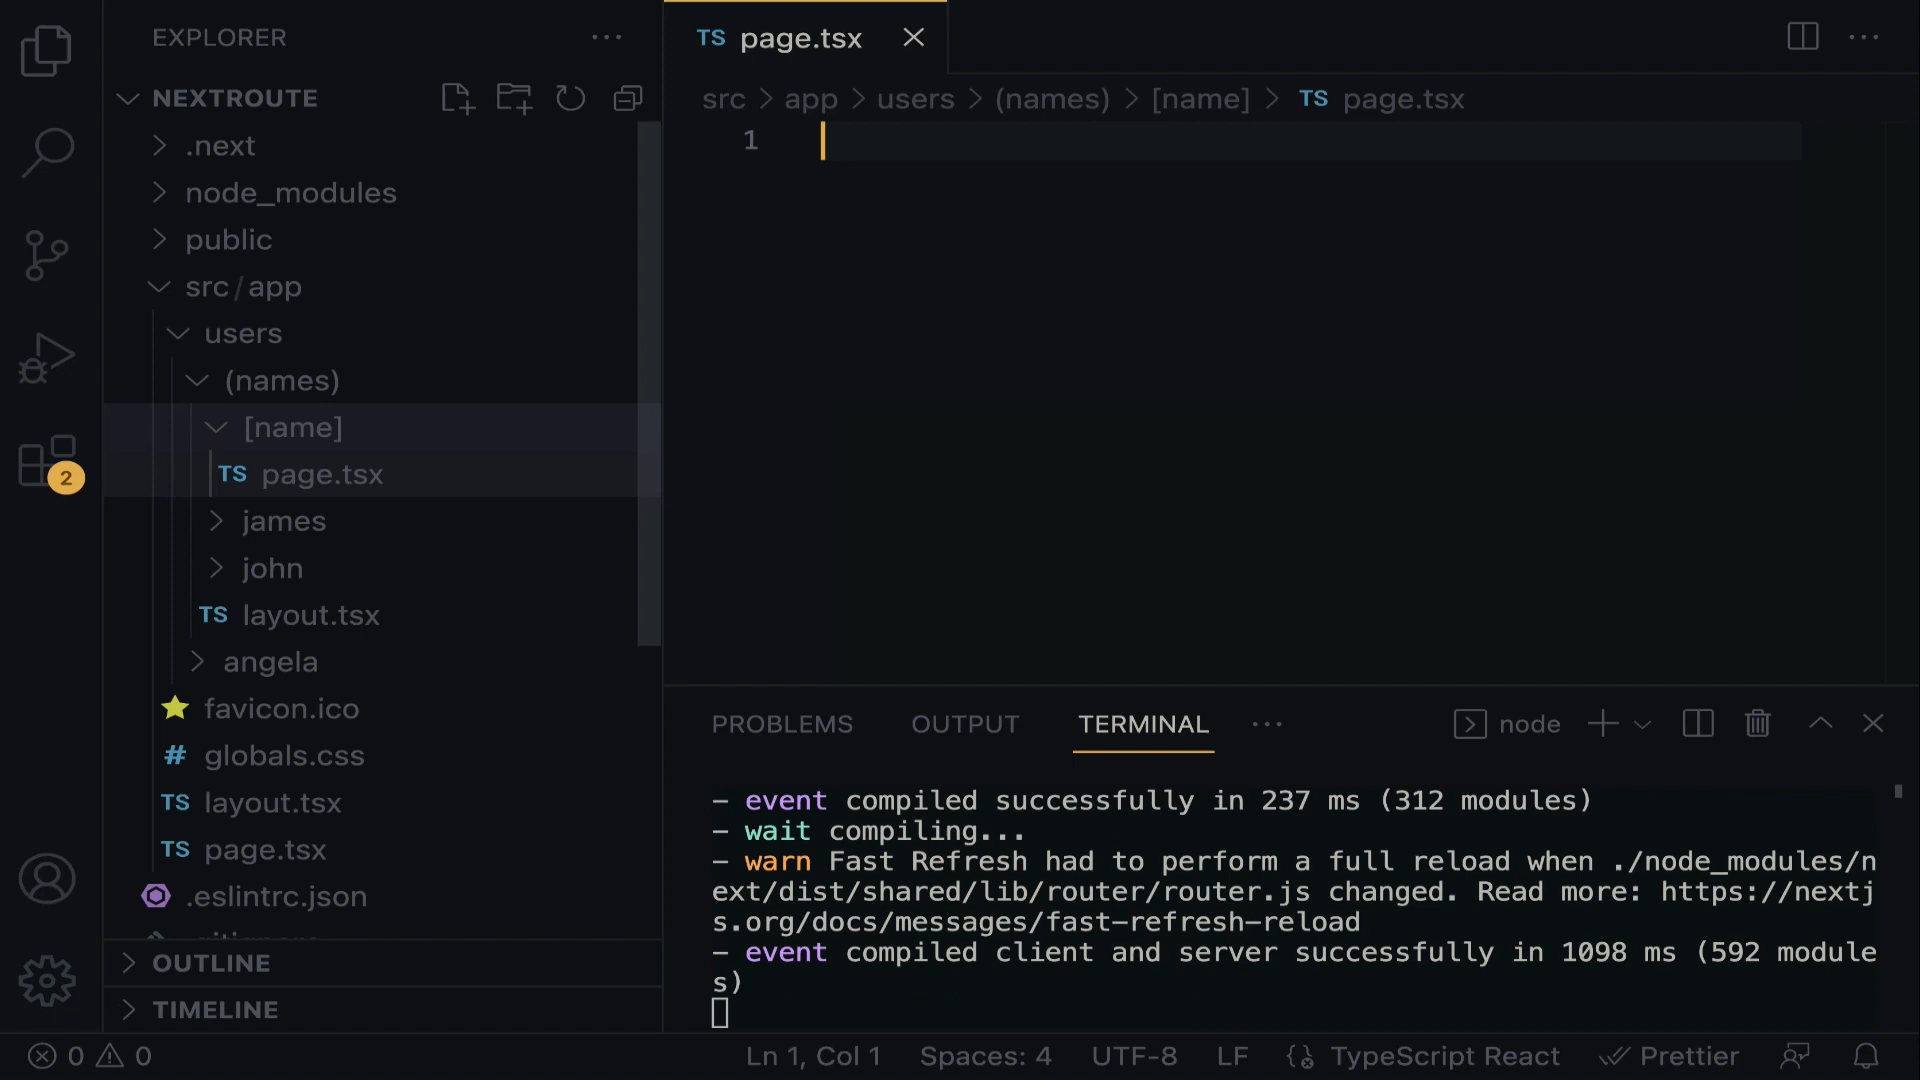 EXPLORER
NEXTROUTE
.next
node_modules
public
src/app
users
(names)
[name]
TS page.tsx
james
john
TS layout.tsx
angela
favicon.ico
# globals.css
TS layout.tsx
TS page.tsx
.eslintrc.json
OUTLINE
TIMELINE
2
TS page.tsx
src > app > users > (names) > [name] > TS page.tsx
1
PROBLEMS OUTPUT TERMINAL node
– event compiled successfully in 237 ms (312 modules)
– wait compiling...
– warn Fast Refresh had to perform a full reload when ./node_modules/n
ext/dist/shared/lib/router/router.js changed. Read more: https://nextj
s.org/docs/messages/fast-refresh-reload
– event compiled client and server successfully in 1098 ms (592 module
s)
0 0 Ln 1, Col 1 Spaces: 4 UTF-8 LF TypeScript React Prettier